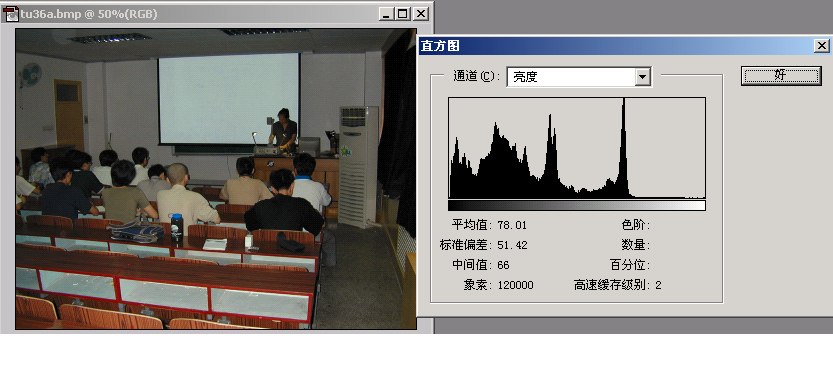 tu36a.bmp @ 50%(RGB)
直方图
通道(C): 亮度
好
平均值: 78.01 色阶:
标准偏差: 51.42 数量:
中间值: 66 百分位:
象素: 120000 高速缓存级别: 2